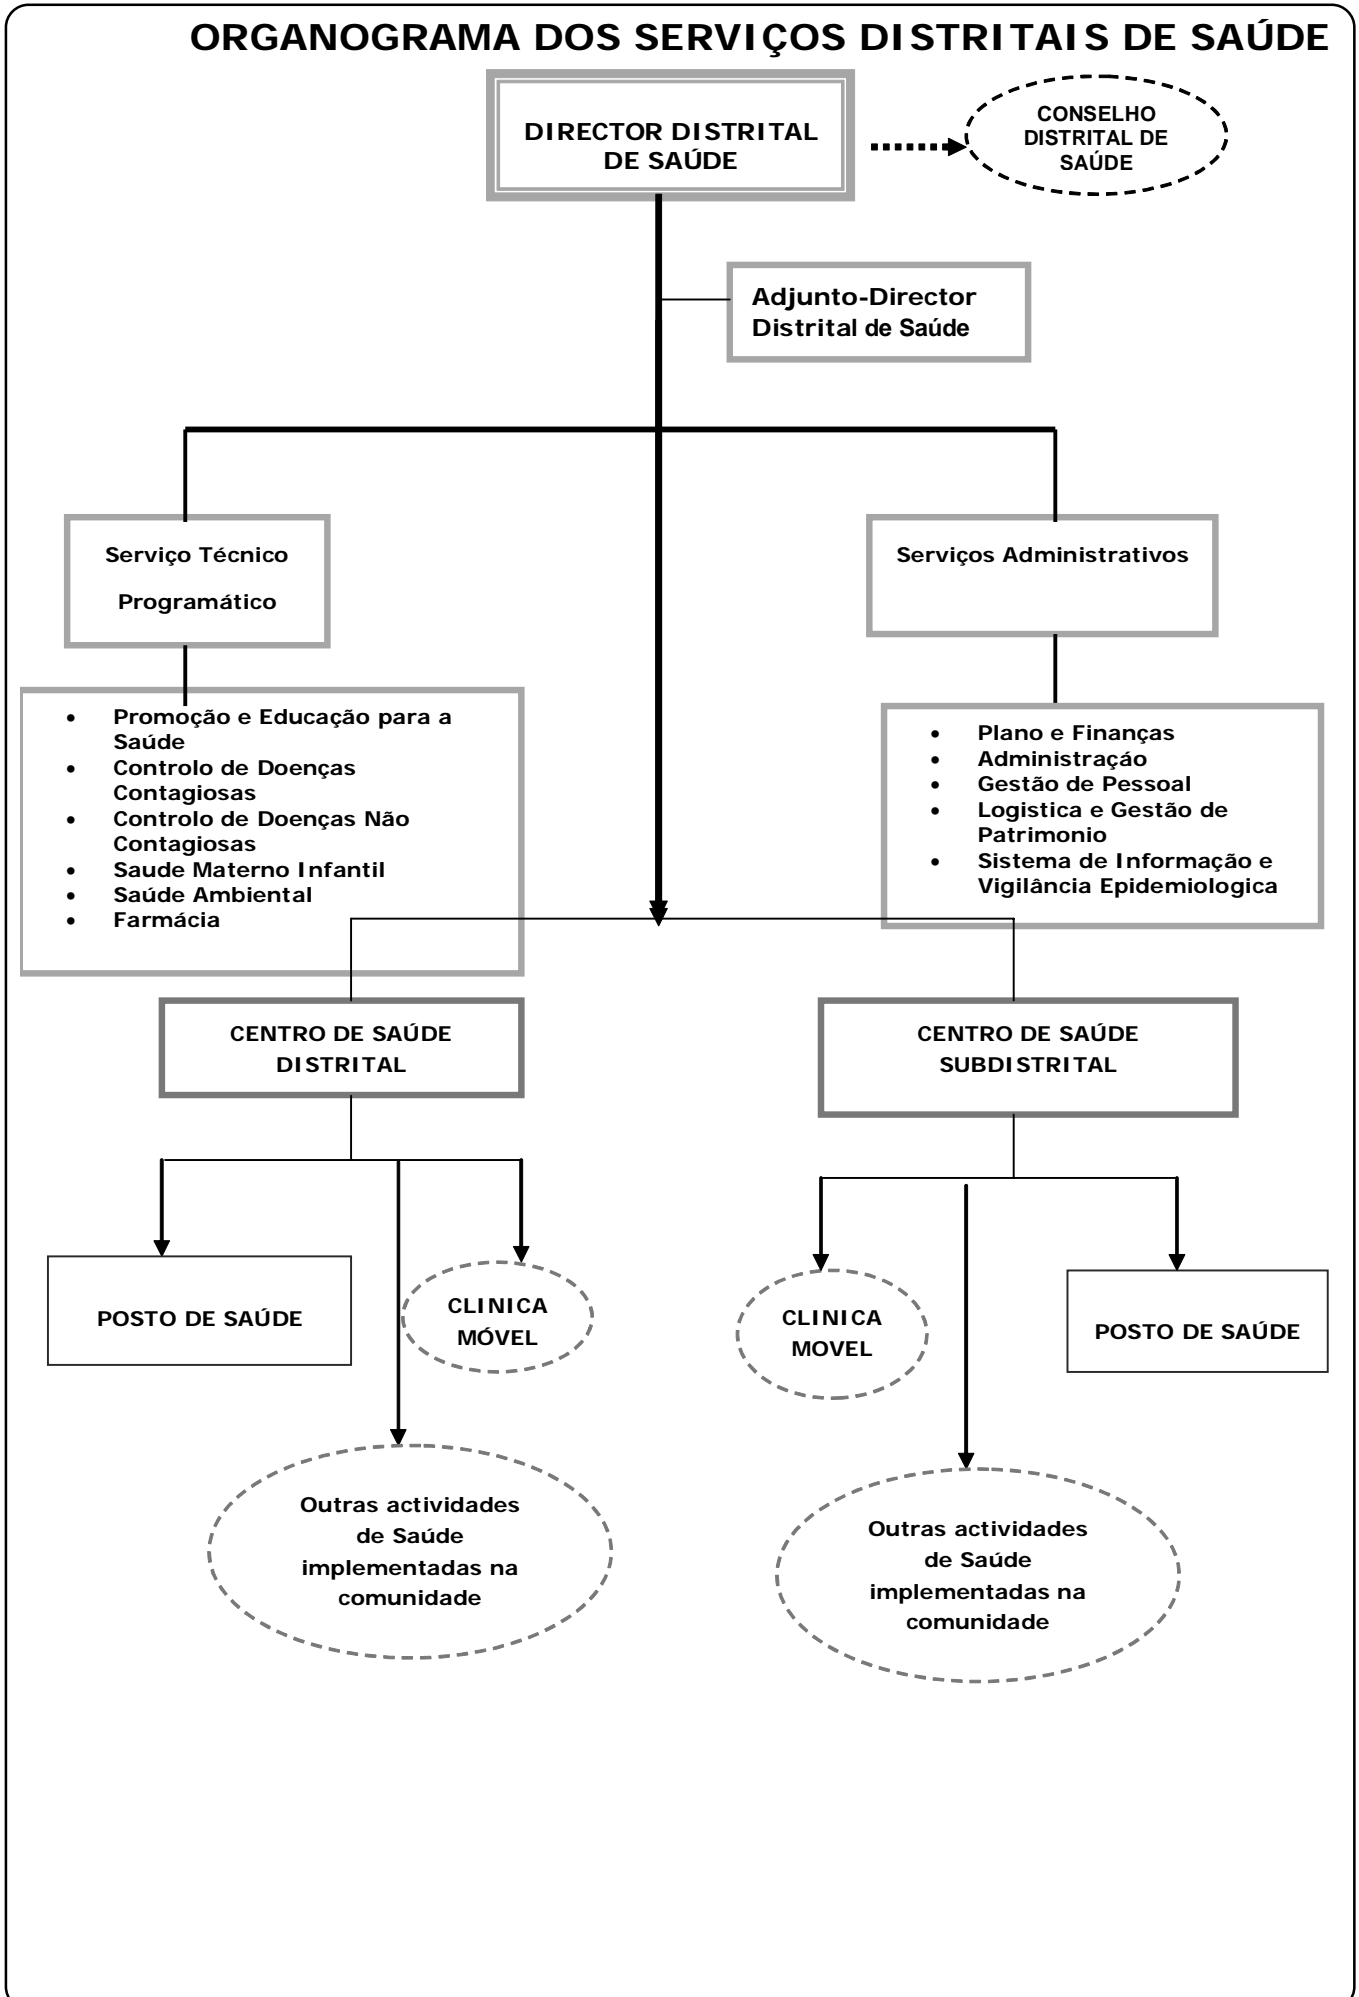 ORGANOGRAMA DOS SERVIÇOS DISTRITAIS DE SAÚDE
DIRECTOR DISTRITAL
DE SAÚDE
CONSELHO
DISTRITAL DE
SAÚDE
Adjunto-Director
Distrital de Saúde
Serviço Técnico
Programático
Serviços Administrativos
• Promoção e Educação para a
Saúde
• Controlo de Doenças
Contagiosas
• Controlo de Doenças Não
Contagiosas
• Saude Materno Infantil
• Saúde Ambiental
• Farmácia
• Plano e Finanças
• Administraçáo
• Gestão de Pessoal
• Logistica e Gestão de
Patrimonio
• Sistema de Informação e
Vigilância Epidemiologica
CENTRO DE SAÚDE
DISTRITAL
CENTRO DE SAÚDE
SUBDISTRITAL
POSTO DE SAÚDE
CLINICA
MÓVEL
CLINICA
MOVEL
POSTO DE SAÚDE
Outras actividades
de Saúde
implementadas na
comunidade
Outras actividades
de Saúde
implementadas na
comunidade